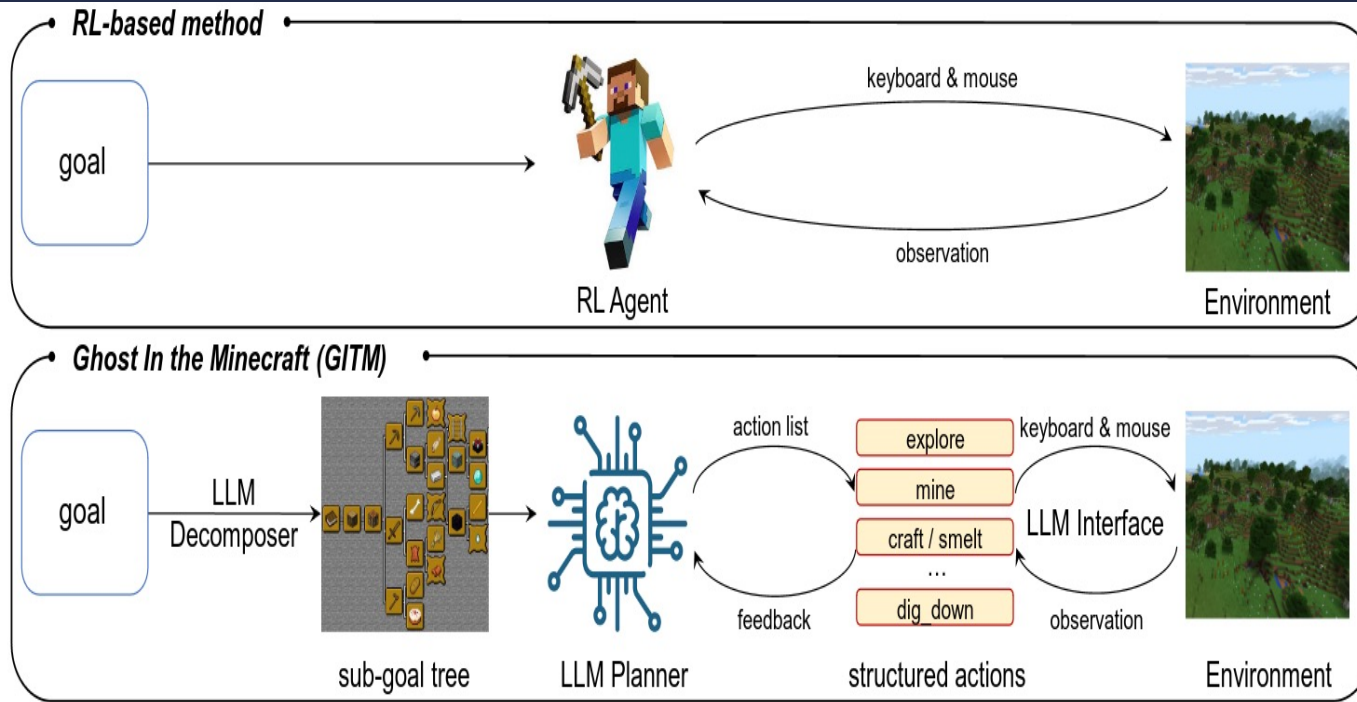 RL-based method
goal
RL Agent
keyboard & mouse
observation
Environment
Ghost In the Minecraft (GITM)
goal
LLM
Decomposer
sub-goal tree
LLM Planner
action list
feedback
explore
mine
craft / smelt
...
dig_down
structured actions
keyboard & mouse
LLM Interface
observation
Environment